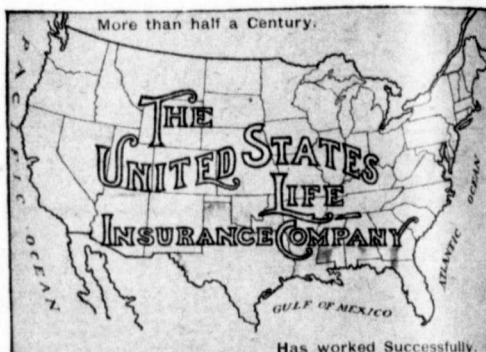 More than half a Century.
PACIFIC OCEAN
THE
UNITED STATES
LIFE
INSURANCE COMPANY
ATLANTIC OCEAN
GULF OF MEXICO
Has worked Successfully.